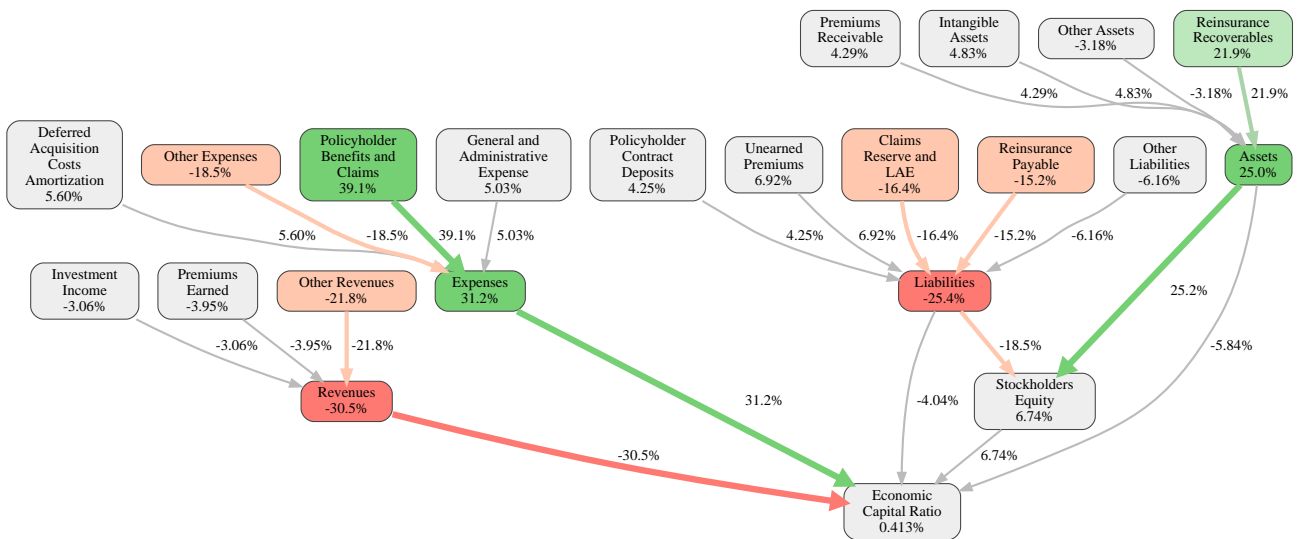 Premiums
Receivable
4.29%
Intangible
Assets
4.83%
Other Assets
-3.18%
Reinsurance
Recoverables
21.9%
4.29%
4.83%
-3.18%
21.9%
Deferred
Acquisition
Costs
Amortization
5.60%
Other Expenses
-18.5%
Policyholder
Benefits and
Claims
39.1%
General and
Administrative
Expense
5.03%
Policyholder
Contract
Deposits
4.25%
Unearned
Premiums
6.92%
Claims
Reserve and
LAE
-16.4%
Reinsurance
Payable
-15.2%
Other
Liabilities
-6.16%
Assets
25.0%
5.60%
-18.5%
39.1%
5.03%
4.25%
6.92%
-16.4%
-15.2%
-6.16%
Investment
Income
-3.06%
Premiums
Earned
-3.95%
Other Revenues
-21.8%
Expenses
31.2%
Liabilities
-25.4%
25.2%
-3.06%
-3.95%
-21.8%
-18.5%
-5.84%
Revenues
-30.5%
31.2%
-4.04%
Stockholders
Equity
6.74%
-30.5%
6.74%
Economic
Capital Ratio
0.413%